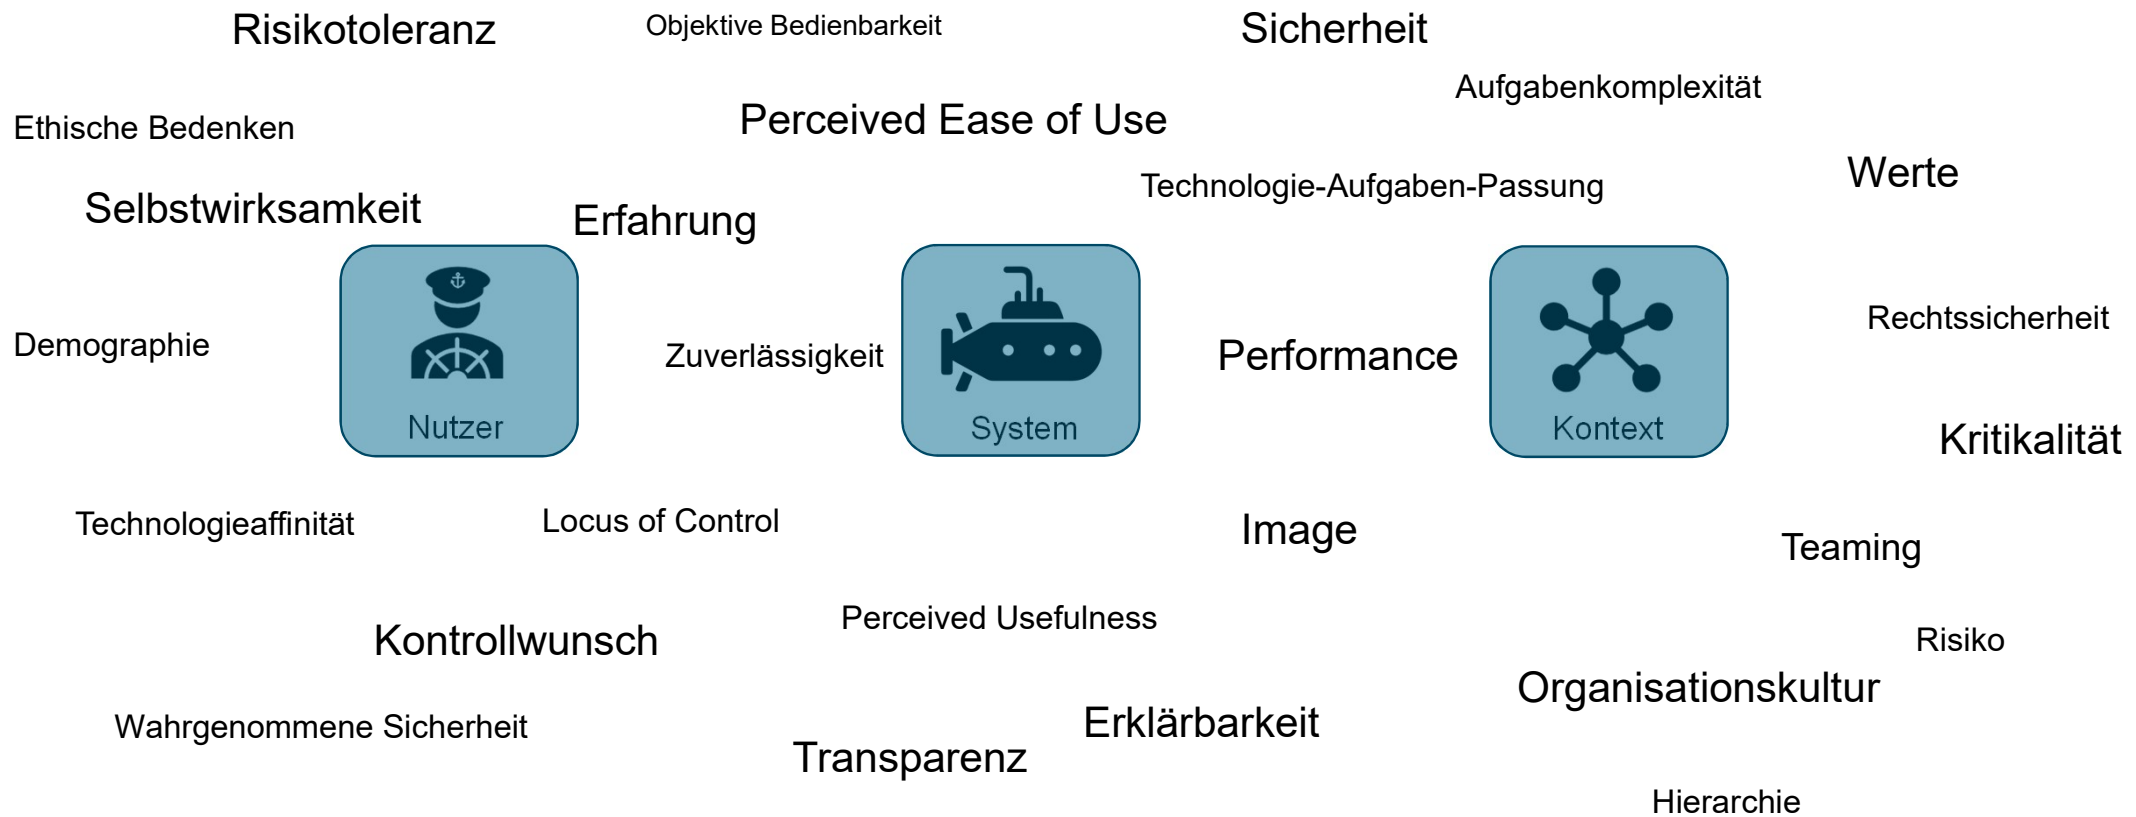 Risikotoleranz
Objektive Bedienbarkeit
Sicherheit
Aufgabenkomplexität
Perceived Ease of Use
Ethische Bedenken
Werte
Technologie-Aufgaben-Passung
Selbstwirksamkeit
Erfahrung
Rechtssicherheit
Demographie
Zuverlässigkeit
Performance
Nutzer
System
Kontext
Kritikalität
Technologieaffinität
Locus of Control
Image
Teaming
Perceived Usefulness
Kontrollwunsch
Risiko
Organisationskultur
Wahrgenommene Sicherheit
Erklärbarkeit
Transparenz
Hierarchie